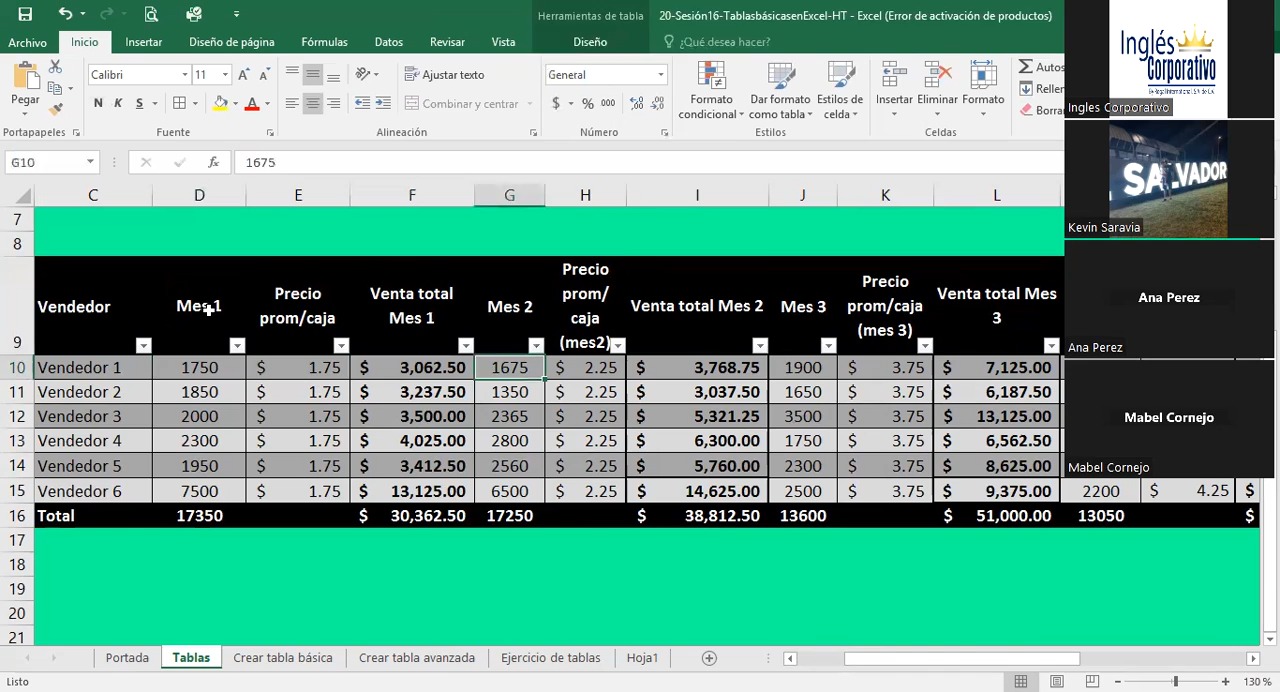 Herramientas de tabla
20-Sesión16-TablasbásicasenExcel-HT - Excel (Error de activación de productos)
Archivo Inicio Insertar Diseño de página Fórmulas Datos Revisar Vista Diseño ¿Qué desea hacer?
Pegar
Calibri 11
N K S
Ajustar texto
Combinar y centrar
General
$ % 000
Formato condicional
Dar formato como tabla
Estilos de celda
Insertar Eliminar Formato
Autos
Rellen
Borra
Portapapeles Fuente Alineación Número Estilos Celdas
G10 fx 1675
C D E F G H I J K L
7
8
9 Vendedor Mes 1 Precio prom/caja Venta total Mes 1 Mes 2 Precio prom/ caja (mes2) Venta total Mes 2 Mes 3 Precio prom/caja (mes 3) Venta total Mes 3
10 Vendedor 1 1750 $ 1.75 $ 3,062.50 1675 $ 2.25 $ 3,768.75 1900 $ 3.75 $ 7,125.00
11 Vendedor 2 1850 $ 1.75 $ 3,237.50 1350 $ 2.25 $ 3,037.50 1650 $ 3.75 $ 6,187.50
12 Vendedor 3 2000 $ 1.75 $ 3,500.00 2365 $ 2.25 $ 5,321.25 3500 $ 3.75 $ 13,125.00
13 Vendedor 4 2300 $ 1.75 $ 4,025.00 2800 $ 2.25 $ 6,300.00 1750 $ 3.75 $ 6,562.50
14 Vendedor 5 1950 $ 1.75 $ 3,412.50 2560 $ 2.25 $ 5,760.00 2300 $ 3.75 $ 8,625.00
15 Vendedor 6 7500 $ 1.75 $ 13,125.00 6500 $ 2.25 $ 14,625.00 2500 $ 3.75 $ 9,375.00 2200 $ 4.25 $
16 Total 17350 $ 30,362.50 17250 $ 38,812.50 13600 $ 51,000.00 13050 $
17
18
19
20
21
Portada Tablas Crear tabla básica Crear tabla avanzada Ejercicio de tablas Hoja1
Listo
130 %
Inglés
Corporativo
Ingles Corporativo
SALVADOR
Kevin Saravia
Ana Perez
Ana Perez
Mabel Cornejo
Mabel Cornejo